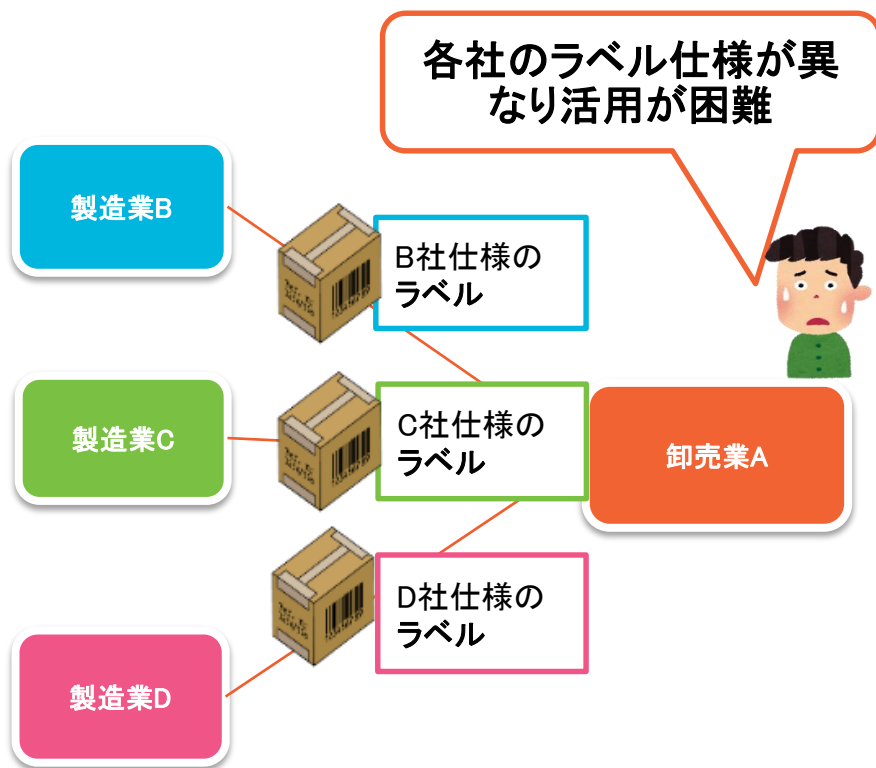 各社のラベル仕様が異
なり活用が困難
製造業B
B社仕様の
ラベル
製造業C
C社仕様の
ラベル
卸売業A
D社仕様の
ラベル
製造業D